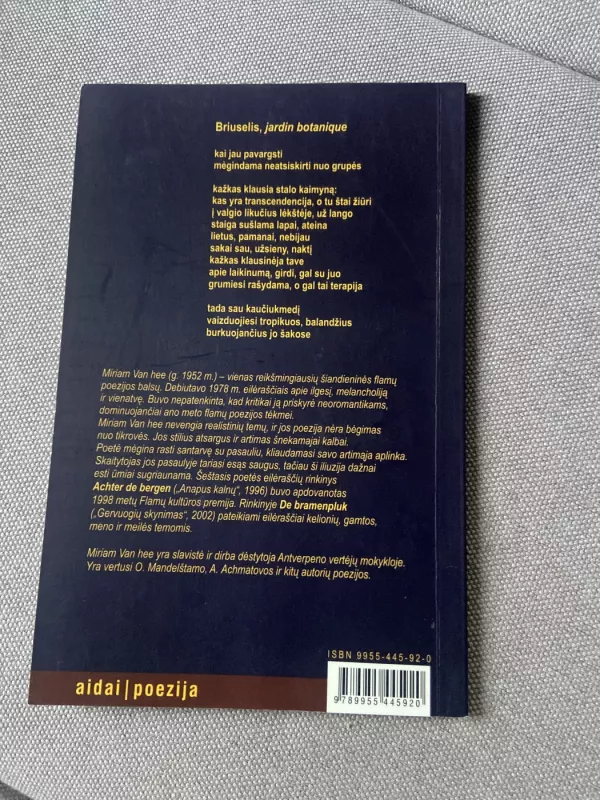 Briuselis, jardin botanique
kai jau pavargsti
mėgindama neatsiskirti nuo grupės
kažkas klausia stalo kaimyną:
kas yra transcendencija, o tu štai žiūri
į valgio likučius lėkštėje, už lango
staiga sušlama lapai, ateina
lietus, pamanai, nebijau
sakai sau, užsieny, naktį
kažkas klausinėja tave
apie laikinumą, girdi, gal su juo
grumiesi rašydama, o gal tai terapija
tada sau kaučiukmedį
vaizduojiesi tropikuos, balandžius
burkuojančius jo šakose
Miriam Van hee (g. 1952 m.) – vienas reikšmingiausių šiandieninės flamų
poezijos balsų. Debiutavo 1978 m. eilėraščiais apie ilgesį, melancholiją
ir vienatvę. Buvo nepatenkinta, kad kritikai ją priskyrė neoromantikams,
dominuojančiai ano meto flamų poezijos tėkmei.
Miriam Van hee nevengia realistinių temų, ir jos poezija nėra bėgimas
nuo tikrovės. Jos stilius atsargus ir artimas šnekamajai kalbai.
Poetė mėgina rasti santarvę su pasauliu, kliaudamasi savo artimąja aplinka.
Skaitytojas jos pasaulyje tariasi esąs saugus, tačiau ši iliuzija dažnai
esti ūmiai sugriaunama. Šeštasis poetės eilėraščių rinkinys
Achter de bergen („Anapus kalnų“, 1996) buvo apdovanotas
1998 metų Flamų kultūros premija. Rinkinyje De bramenpluk
(„Gervuogių skynimas“, 2002) pateikiami eilėraščiai kelionių, gamtos,
meno ir meilės temomis.
Miriam Van hee yra slavistė ir dirba dėstytoja Antverpeno vertėjų mokykloje.
Yra vertusi O. Mandelštamo, A. Achmatovos ir kitų autorių poezijos.
ISBN 9955-445-92-0
9 789955 445920
aidai|poezija